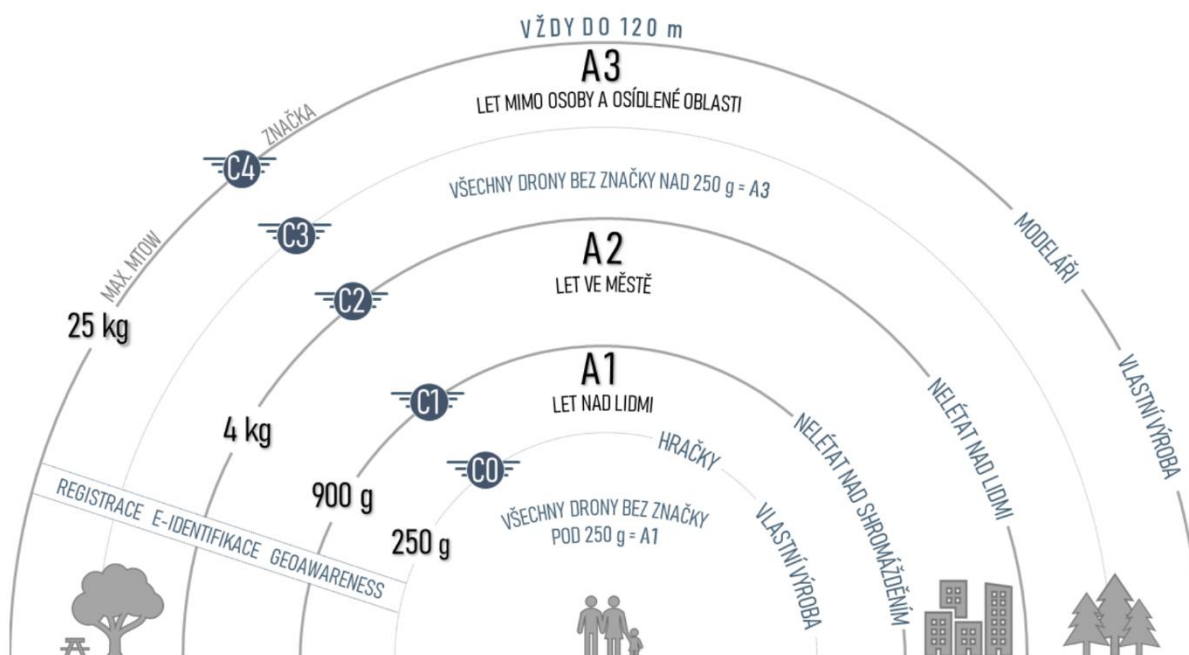 VŽDY DO 120 m
A3
LET MIMO OSOBY A OSÍDLENÉ OBLASTI
ZNAČKA
C4
VŠECHNY DRONY BEZ ZNAČKY NAD 250 g = A3
C3
MODELÁŘI
MAX. MTOW
A2
LET VE MĚSTĚ
C2
25 kg
A1
LET NAD LIDMI
C1
VLASTNÍ VÝROBA
NELÉTAT NAD LIDMI
4 kg
HRAČKY
NELÉTAT NAD SHROMÁŽDĚNÍM
C0
900 g
VŠECHNY DRONY BEZ ZNAČKY
POD 250 g = A1
VLASTNÍ VÝROBA
250 g
REGISTRACE E-IDENTIFIKACE GEOAWARENESS